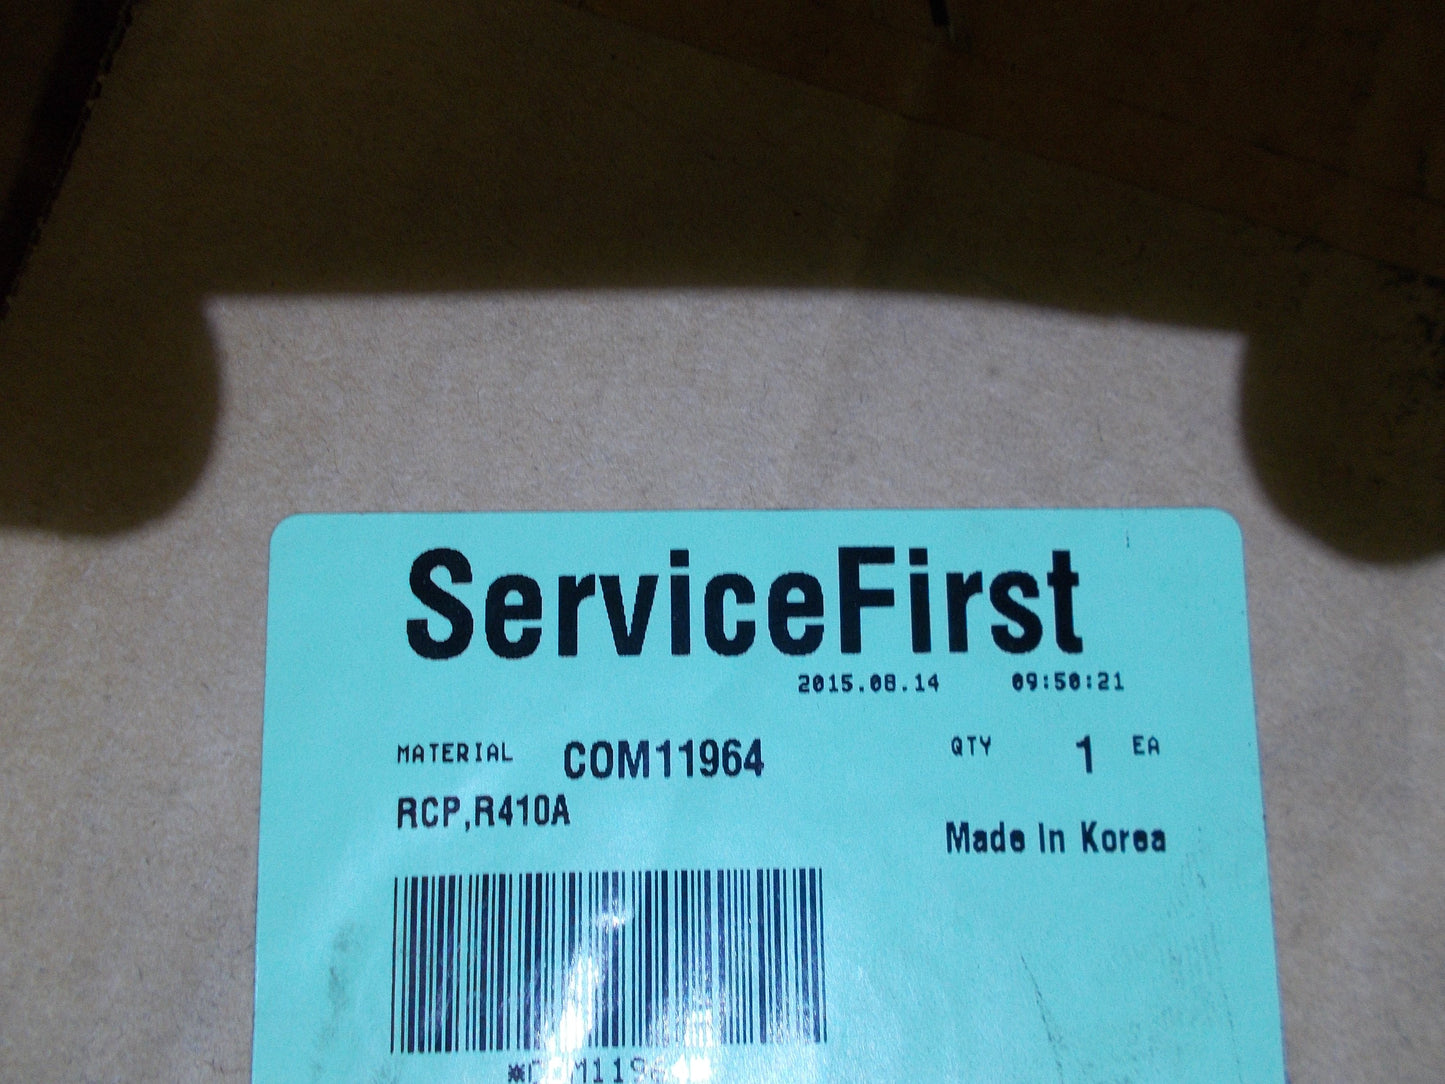 ServiceFirst
2015.08.14 09:50:21
MATERIAL COM11964 QTY 1 EA
RCP,R410A
Made In Korea